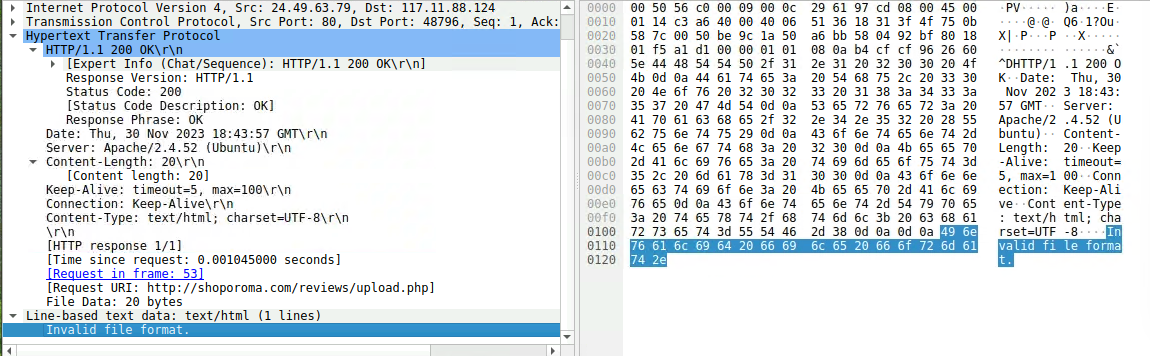 Internet Protocol Version 4, Src: 24.49.63.79, Dst: 117.11.88.124
Transmission Control Protocol, Src Port: 80, Dst Port: 48796, Seq: 1, Ack:
Hypertext Transfer Protocol
HTTP/1.1 200 OK\r\n
[Expert Info (Chat/Sequence): HTTP/1.1 200 OK\r\n]
Response Version: HTTP/1.1
Status Code: 200
[Status Code Description: OK]
Response Phrase: OK
Date: Thu, 30 Nov 2023 18:43:57 GMT\r\n
Server: Apache/2.4.52 (Ubuntu)\r\n
Content-Length: 20\r\n
[Content length: 20]
Keep-Alive: timeout=5, max=100\r\n
Connection: Keep-Alive\r\n
Content-Type: text/html; charset=UTF-8\r\n
\r\n
[HTTP response 1/1]
[Time since request: 0.001045000 seconds]
[Request in frame: 53]
[Request URI: http://shoporoma.com/reviews/upload.php]
File Data: 20 bytes
Line-based text data: text/html (1 lines)
Invalid file format.
0000 00 50 56 c0 00 09 00 0c 29 61 97 cd 08 00 45 00 ·PV·····)a····E·
0010 01 14 c3 a6 40 00 40 06 51 36 18 31 3f 4f 75 0b ····@·@·Q6·1?Ou·
0020 58 7c 00 50 be 9c 1a 50 a6 bb 58 04 92 bf 80 18 X|·P···P··X·····
0030 01 f5 a1 d1 00 00 01 01 08 0a b4 cf cf 96 26 60 ··············&`
0040 5e 44 48 54 54 50 2f 31 2e 31 20 32 30 30 20 4f ^DHTTP/1.1 200 O
0050 4b 0d 0a 44 61 74 65 3a 20 54 68 75 2c 20 33 30 K··Date: Thu, 30
0060 20 4e 6f 76 20 32 30 32 33 20 31 38 3a 34 33 3a Nov 2023 18:43:
0070 35 37 20 47 4d 54 0d 0a 53 65 72 76 65 72 3a 20 57 GMT··Server:
0080 41 70 61 63 68 65 2f 32 2e 34 2e 35 32 20 28 55 Apache/2.4.52 (U
0090 62 75 6e 74 75 29 0d 0a 43 6f 6e 74 65 6e 74 2d buntu)··Content-
00a0 4c 65 6e 67 74 68 3a 20 32 30 0d 0a 4b 65 65 70 Length: 20··Keep
00b0 2d 41 6c 69 76 65 3a 20 74 69 6d 65 6f 75 74 3d -Alive: timeout=
00c0 35 2c 20 6d 61 78 3d 31 30 30 0d 0a 43 6f 6e 6e 5, max=100··Conn
00d0 65 63 74 69 6f 6e 3a 20 4b 65 65 70 2d 41 6c 69 ection: Keep-Ali
00e0 76 65 0d 0a 43 6f 6e 74 65 6e 74 2d 54 79 70 65 ve··Content-Type
00f0 3a 20 74 65 78 74 2f 68 74 6d 6c 3b 20 63 68 61 : text/html; cha
0100 72 73 65 74 3d 55 54 46 2d 38 0d 0a 0d 0a 49 6e rset=UTF-8····In
0110 76 61 6c 69 64 20 66 69 6c 65 20 66 6f 72 6d 61 valid file forma
0120 74 2e t.